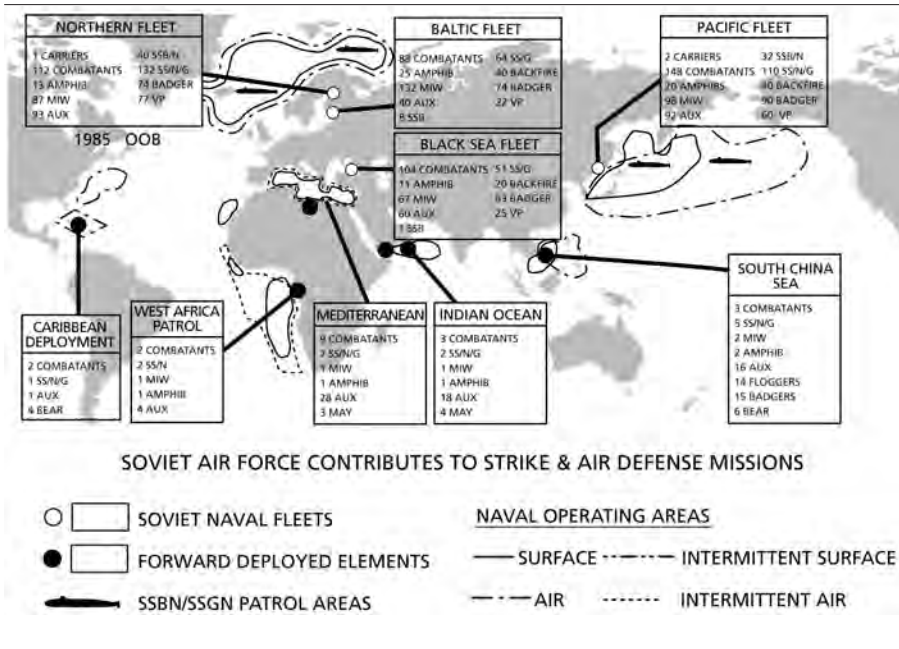 NORTHERN FLEET
1 CARRIERS 40 SSB/N
112 COMBATANTS 132 SS/N/G
13 AMPHIB 74 BADGER
87 MIW 77 VP
93 AUX
1985 OOB
BALTIC FLEET
88 COMBATANTS 64 SS/G
25 AMPHIB 40 BACKFIRE
132 MIW 74 BADGER
40 AUX 22 VP
8 SSB
BLACK SEA FLEET
104 COMBATANTS 51 SS/G
11 AMPHIB 20 BACKFIRE
67 MIW 83 BADGER
60 AUX 25 VP
1 SSB
PACIFIC FLEET
2 CARRIERS 32 SSB/N
148 COMBATANTS 110 SS/N/G
20 AMPHIBS 40 BACKFIRE
98 MIW 90 BADGER
92 AUX 60 VP
CARIBBEAN
DEPLOYMENT
2 COMBATANTS
1 SS/N/G
1 AUX
4 BEAR
WEST AFRICA
PATROL
2 COMBATANTS
2 SS/N
1 MIW
1 AMPHIB
4 AUX
MEDITERRANEAN
9 COMBATANTS
7 SS/N/G
1 MIW
1 AMPHIB
28 AUX
3 MAY
INDIAN OCEAN
3 COMBATANTS
2 SS/N/G
1 MIW
1 AMPHIB
18 AUX
4 MAY
SOUTH CHINA
SEA
3 COMBATANTS
5 SS/N/G
2 MIW
2 AMPHIB
16 AUX
14 FLOGGERS
15 BADGERS
6 BEAR
SOVIET AIR FORCE CONTRIBUTES TO STRIKE & AIR DEFENSE MISSIONS
SOVIET NAVAL FLEETS
FORWARD DEPLOYED ELEMENTS
SSBN/SSGN PATROL AREAS
NAVAL OPERATING AREAS
SURFACE INTERMITTENT SURFACE
AIR INTERMITTENT AIR